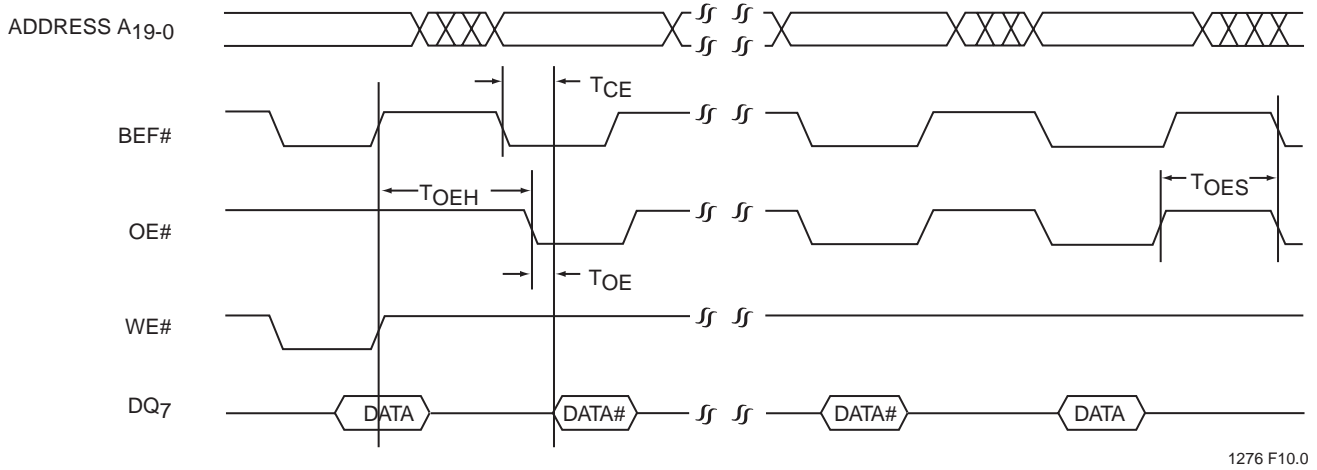 ADDRESS A19-0
TCE
BEF#
TOEH
TOES
OE#
TOE
WE#
DQ7
DATA
DATA#
DATA#
DATA
1276 F10.0